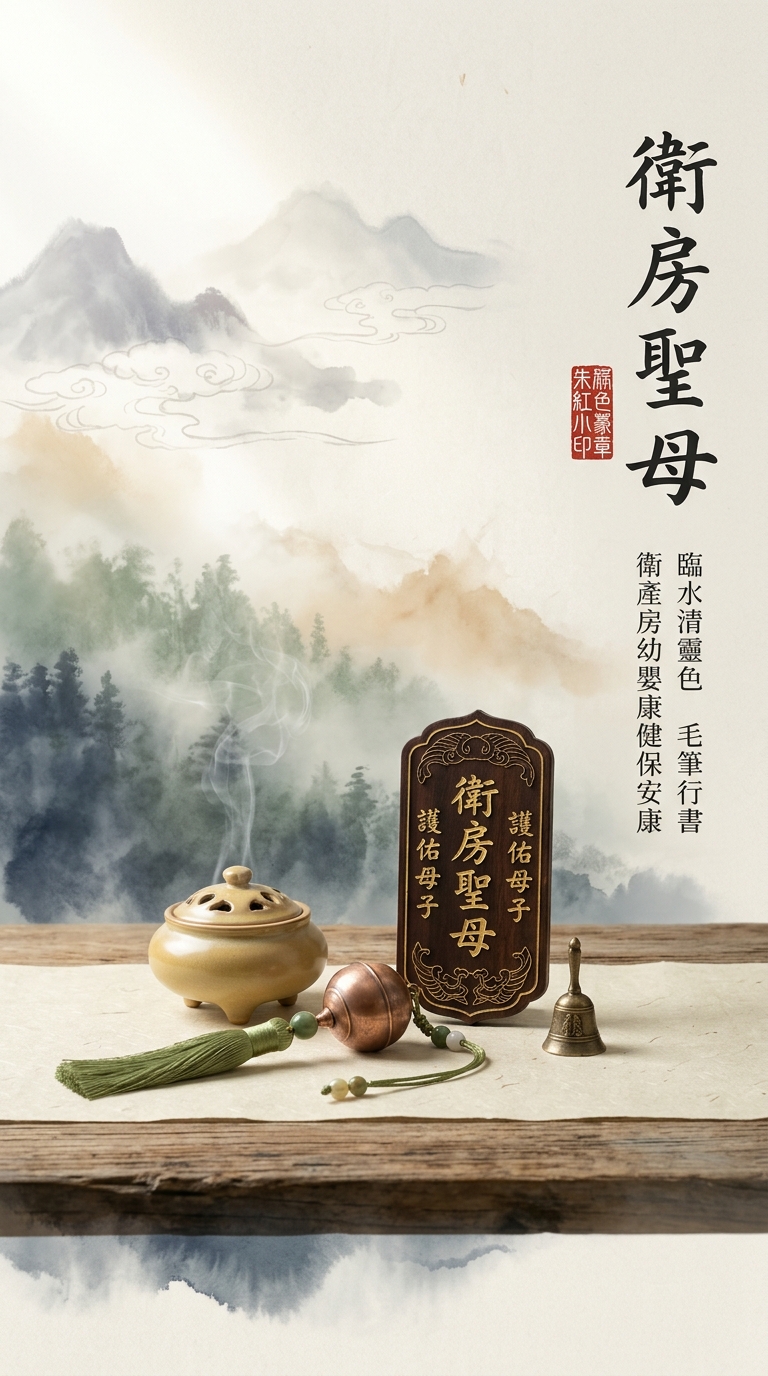 衛房聖母
祿色篆章
朱紅小印
臨水清靈色　毛筆行書
衛產房幼嬰康健保安康
護佑母子
衛房聖母
護佑母子